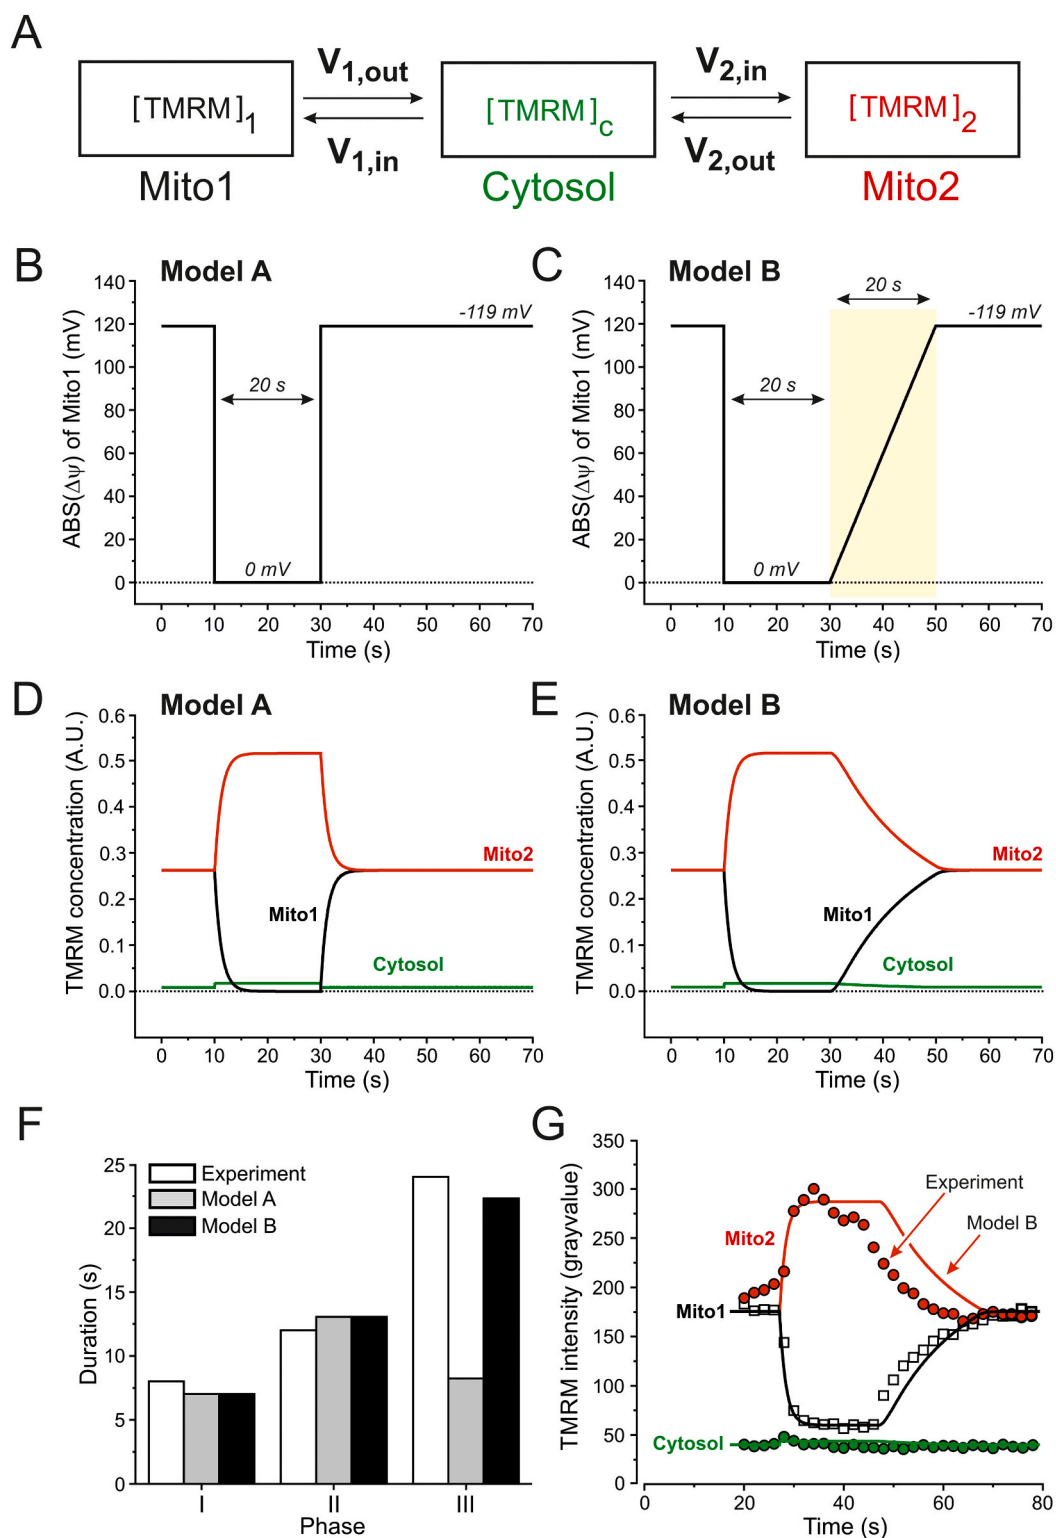 A
[TMRM]1
V1,out
V1,in
[TMRM]c
V2,in
V2,out
[TMRM]2
Mito1
Cytosol
Mito2
B
Model A
ABS(Δψ) of Mito1 (mV)
140
120
100
80
60
40
20
0
-119 mV
20 s
0 mV
0 10 20 30 40 50 60 70
Time (s)
C
Model B
ABS(Δψ) of Mito1 (mV)
140
120
100
80
60
40
20
0
20 s
-119 mV
20 s
0 mV
0 10 20 30 40 50 60 70
Time (s)
D
Model A
TMRM concentration (A.U.)
0.6
0.5
0.4
0.3
0.2
0.1
0.0
Mito2
Mito1
Cytosol
0 10 20 30 40 50 60 70
Time (s)
E
Model B
TMRM concentration (A.U.)
0.6
0.5
0.4
0.3
0.2
0.1
0.0
Mito2
Mito1
Cytosol
0 10 20 30 40 50 60 70
Time (s)
F
Duration (s)
25
20
15
10
5
0
Experiment
Model A
Model B
I II III
Phase
G
TMRM intensity (grayvalue)
350
300
250
200
150
100
50
0
Experiment
Model B
Mito2
Mito1
Cytosol
0 20 40 60 80
Time (s)